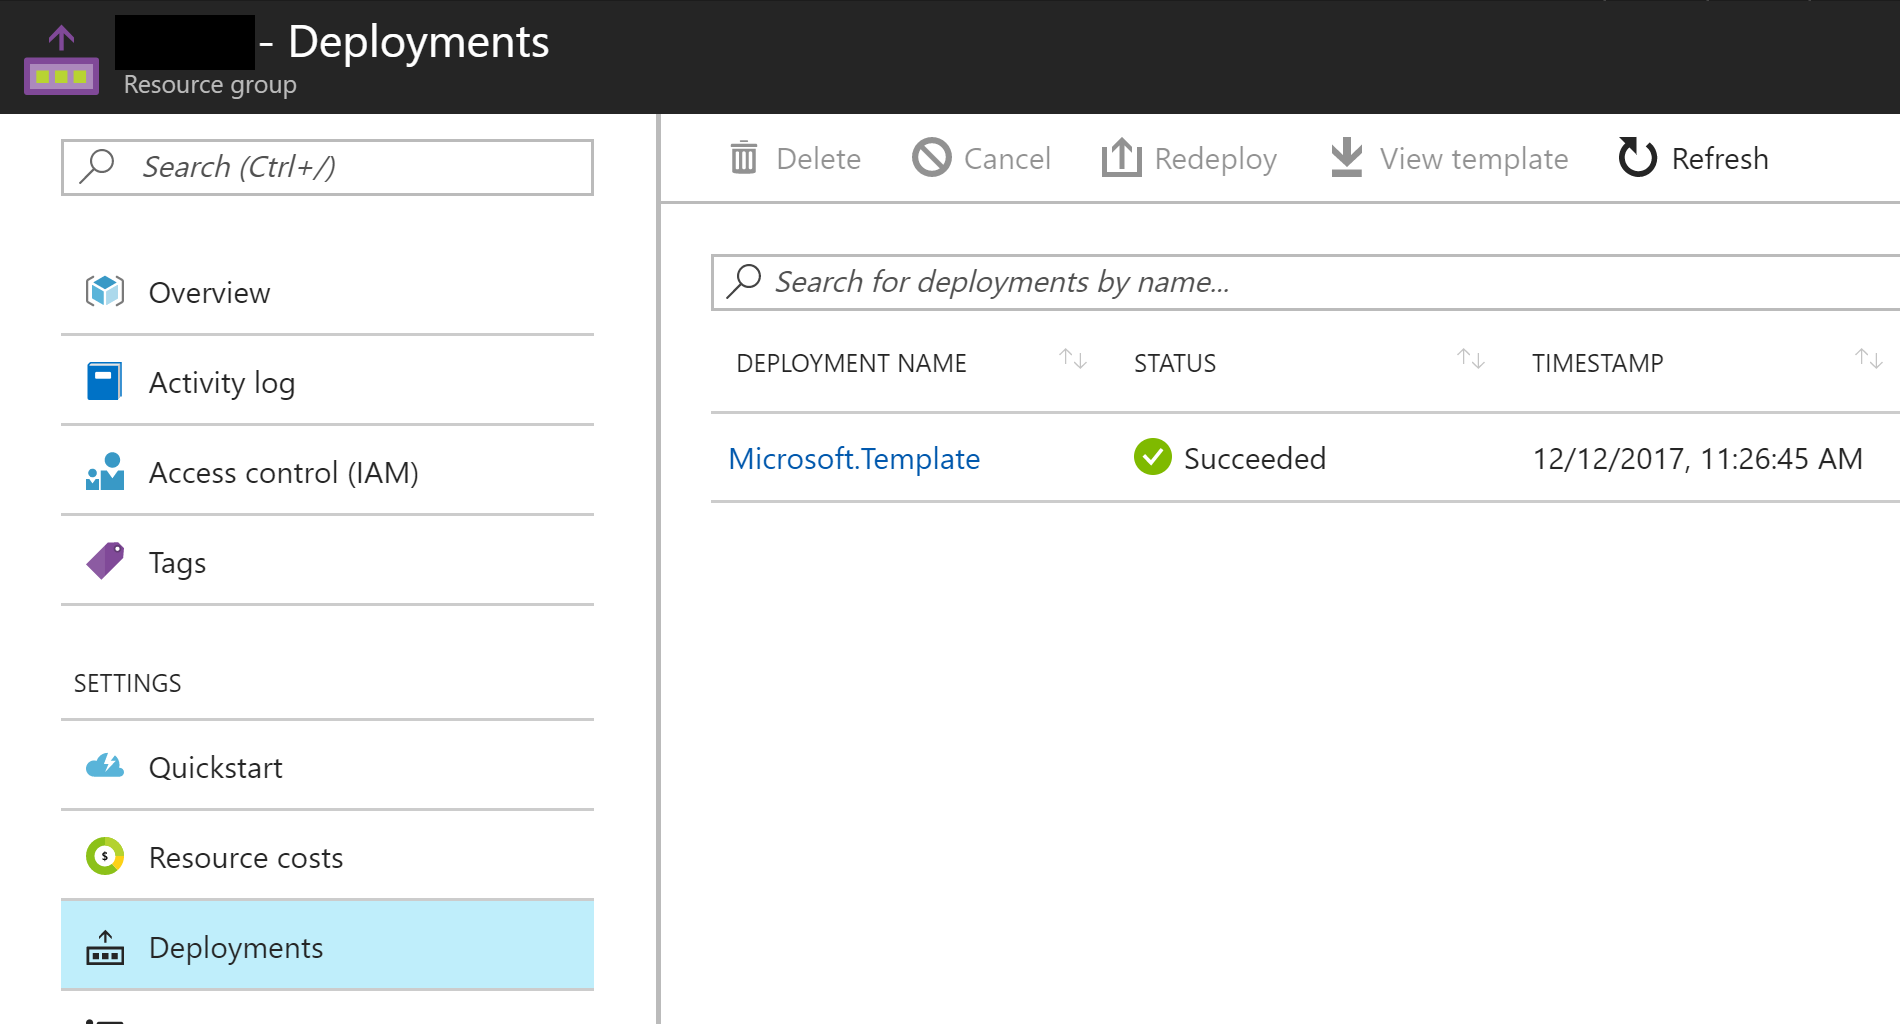 - Deployments
Resource group
Search (Ctrl+/)
Overview
Activity log
Access control (IAM)
Tags
SETTINGS
Quickstart
$
Resource costs
Deployments
Delete Cancel Redeploy View template Refresh
Search for deployments by name...
DEPLOYMENT NAME STATUS TIMESTAMP
Microsoft.Template Succeeded 12/12/2017, 11:26:45 AM